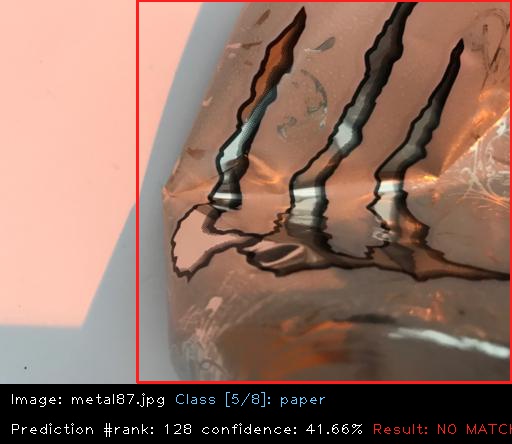 Image: metal87.jpg Class [5/8]: paper
Prediction #rank: 128 confidence: 41.66% Result: NO MATCH